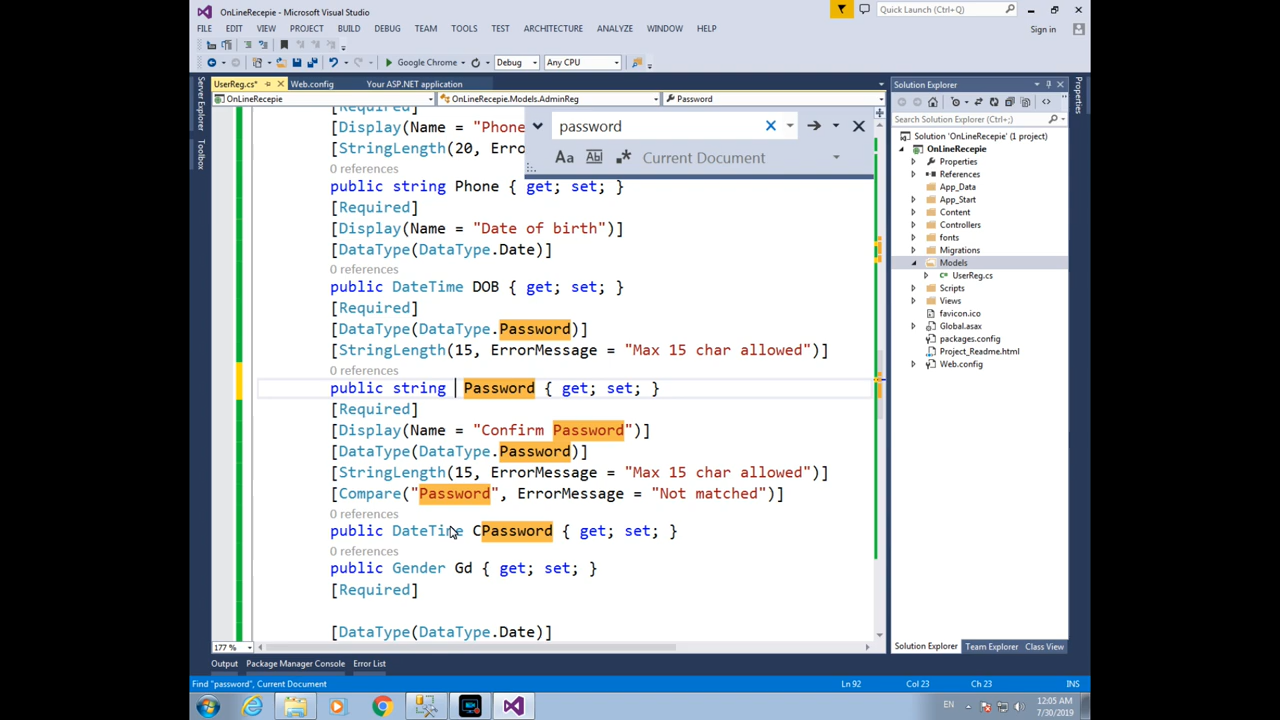 OnLineRecepie - Microsoft Visual Studio
Quick Launch (Ctrl+Q)
FILE EDIT VIEW PROJECT BUILD DEBUG TEAM TOOLS TEST ARCHITECTURE ANALYZE WINDOW HELP
Sign in
Google Chrome Debug Any CPU
UserReg.cs* Web.config Your ASP.NET application
OnLineRecepie OnLineRecepie.Models.AdminReg Password
Server Explorer
Toolbox
[Required]
[Display(Name = "Phone
[StringLength(20, Erro
0 references
public string Phone { get; set; }
[Required]
[Display(Name = "Date of birth")]
[DataType(DataType.Date)]
0 references
public DateTime DOB { get; set; }
[Required]
[DataType(DataType.Password)]
[StringLength(15, ErrorMessage = "Max 15 char allowed")]
0 references
public string Password { get; set; }
[Required]
[Display(Name = "Confirm Password")]
[DataType(DataType.Password)]
[StringLength(15, ErrorMessage = "Max 15 char allowed")]
[Compare("Password", ErrorMessage = "Not matched")]
0 references
public DateTime CPassword { get; set; }
0 references
public Gender Gd { get; set; }
[Required]
[DataType(DataType.Date)]
password
Aa Abl Current Document
177 %
Solution Explorer
Search Solution Explorer (Ctrl+;)
Solution 'OnLineRecepie' (1 project)
OnLineRecepie
Properties
References
App_Data
App_Start
Content
Controllers
fonts
Migrations
Models
UserReg.cs
Scripts
Views
favicon.ico
Global.asax
packages.config
Project_Readme.html
Web.config
Solution Explorer Team Explorer Class View
Properties
Output Package Manager Console Error List
Find "password", Current Document Ln 92 Col 23 Ch 23 INS
EN 12:05 AM
7/30/2019